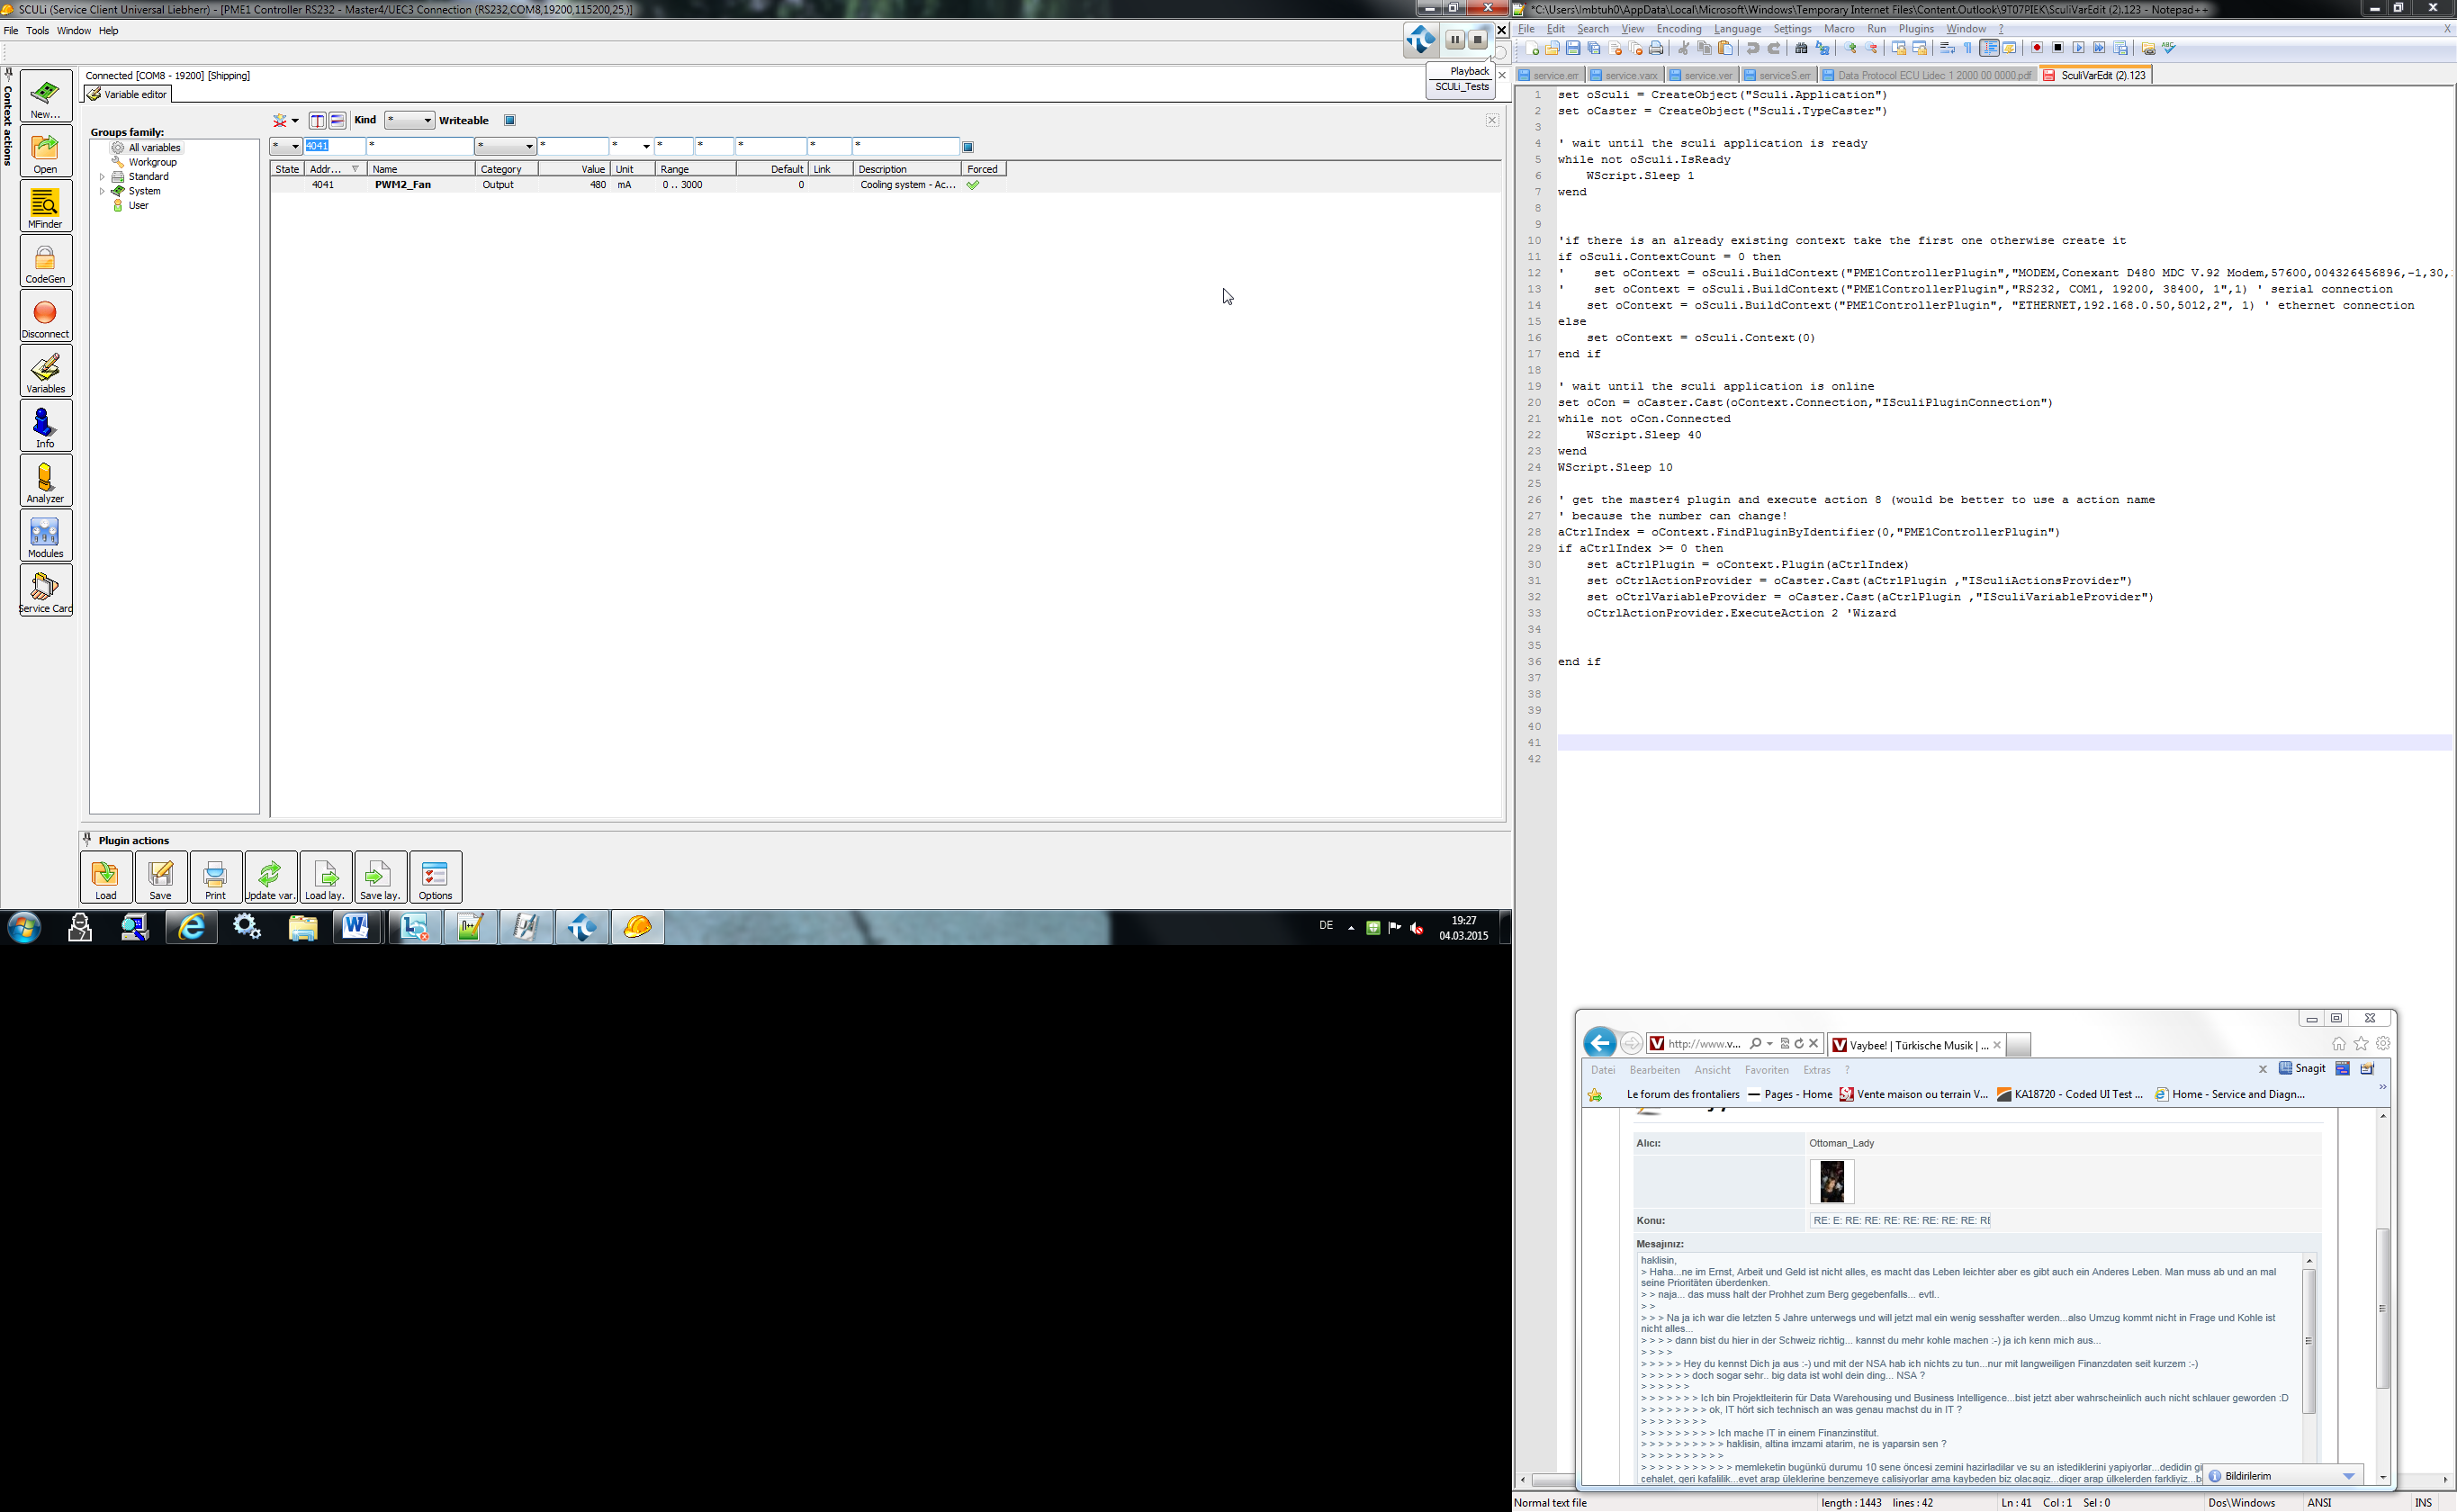 SCULi (Service Client Universal Liebherr) - [PME1 Controller RS232 - Master4/UEC3 Connection (RS232,COM8,19200,115200,25,)]
File Tools Window Help
Playback
SCULi_Tests
Context actions
New...
Open
MFinder
CodeGen
Disconnect
Variables
Info
Analyzer
Modules
Service Card
Connected [COM8 - 19200] [Shipping]
Variable editor
Groups family:
All variables
Workgroup
Standard
System
User
Kind * Writeable
* 4041 * * * * * * * * *
State Addr... Name Category Value Unit Range Default Link Description Forced
4041 PWM2_Fan Output 480 mA 0 .. 3000 0 Cooling system - Ac...
Plugin actions
Load
Save
Print
Update var.
Load lay.
Save lay.
Options
DE
19:27
04.03.2015
*C:\Users\lmbtuh0\AppData\Local\Microsoft\Windows\Temporary Internet Files\Content.Outlook\9T07PIEK\SculiVarEdit (2).123 - Notepad++
File Edit Search View Encoding Language Settings Macro Run Plugins Window ? X
service.err service.varx service.ver serviceS.err Data Protocol ECU Lidec 1 2000 00 0000.pdf SculiVarEdit (2).123
1 set oSculi = CreateObject("Sculi.Application")
2 set oCaster = CreateObject("Sculi.TypeCaster")
3
4 ' wait until the sculi application is ready
5 while not oSculi.IsReady
6 WScript.Sleep 1
7 wend
8
9
10 'if there is an already existing context take the first one otherwise create it
11 if oSculi.ContextCount = 0 then
12 ' set oContext = oSculi.BuildContext("PME1ControllerPlugin","MODEM,Conexant D480 MDC V.92 Modem,57600,004326456896,-1,30,
13 ' set oContext = oSculi.BuildContext("PME1ControllerPlugin","RS232, COM1, 19200, 38400, 1",1) ' serial connection
14 set oContext = oSculi.BuildContext("PME1ControllerPlugin", "ETHERNET,192.168.0.50,5012,2", 1) ' ethernet connection
15 else
16 set oContext = oSculi.Context(0)
17 end if
18
19 ' wait until the sculi application is online
20 set oCon = oCaster.Cast(oContext.Connection,"ISculiPluginConnection")
21 while not oCon.Connected
22 WScript.Sleep 40
23 wend
24 WScript.Sleep 10
25
26 ' get the master4 plugin and execute action 8 (would be better to use a action name
27 ' because the number can change!
28 aCtrlIndex = oContext.FindPluginByIdentifier(0,"PME1ControllerPlugin")
29 if aCtrlIndex >= 0 then
30 set aCtrlPlugin = oContext.Plugin(aCtrlIndex)
31 set oCtrlActionProvider = oCaster.Cast(aCtrlPlugin ,"ISculiActionsProvider")
32 set oCtrlVariableProvider = oCaster.Cast(aCtrlPlugin ,"ISculiVariableProvider")
33 oCtrlActionProvider.ExecuteAction 2 'Wizard
34
35
36 end if
37
38
39
40
41
42
http://www.v...
Vaybee! | Türkische Musik | ...
Datei Bearbeiten Ansicht Favoriten Extras ?
x Snagit
Le forum des frontaliers Pages - Home Vente maison ou terrain V... KA18720 - Coded UI Test ... Home - Service and Diagn... »
Alıcı: Ottoman_Lady
Konu: RE: E: RE: RE: RE: RE: RE: RE: RE: RE
Mesajınız:
haklisin,
> Haha...ne im Ernst, Arbeit und Geld ist nicht alles, es macht das Leben leichter aber es gibt auch ein Anderes Leben. Man muss ab und an mal
seine Prioritäten überdenken.
> > naja... das muss halt der Prohhet zum Berg gegebenfalls... evtl..
> >
> > > Na ja ich war die letzten 5 Jahre unterwegs und will jetzt mal ein wenig sesshafter werden...also Umzug kommt nicht in Frage und Kohle ist
nicht alles...
> > > > dann bist du hier in der Schweiz richtig... kannst du mehr kohle machen :-) ja ich kenn mich aus...
> > > >
> > > > > Hey du kennst Dich ja aus :-) und mit der NSA hab ich nichts zu tun...nur mit langweiligen Finanzdaten seit kurzem :-)
> > > > > > doch sogar sehr.. big data ist wohl dein ding... NSA ?
> > > > > >
> > > > > > > Ich bin Projektleiterin für Data Warehousing und Business Intelligence...bist jetzt aber wahrscheinlich auch nicht schlauer geworden :D
> > > > > > > > ok, IT hört sich technisch an was genau machst du in IT ?
> > > > > > > >
> > > > > > > > > Ich mache IT in einem Finanzinstitut.
> > > > > > > > > > haklisin, altina imzami atarim, ne is yaparsin sen ?
> > > > > > > > > >
> > > > > > > > > > > memleketin bugünkü durumu 10 sene öncesi zemini hazirladilar ve su an istediklerini yapiyorlar...dedidin gi
cehalet, geri kafalilik...evet arap üleklerine benzemeye calisiyorlar ama kaybeden biz olacagiz...diger arap ülkelerden farkliyiz...b
Bildirilerim
Normal text file length : 1443 lines : 42 Ln : 41 Col : 1 Sel : 0 Dos\Windows ANSI INS